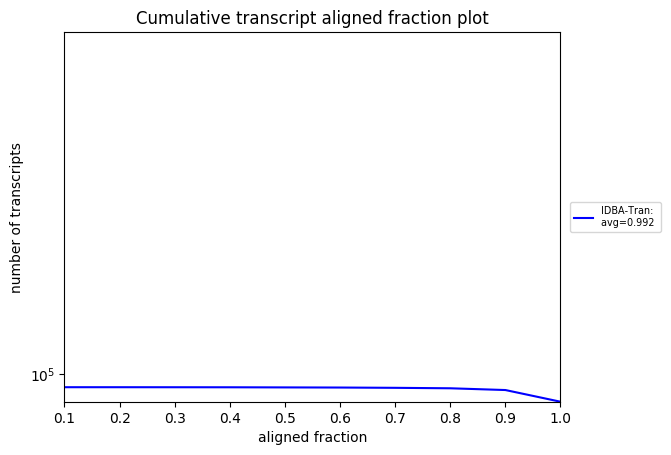 Cumulative transcript aligned fraction plot
number of transcripts
10^5
0.1 0.2 0.3 0.4 0.5 0.6 0.7 0.8 0.9 1.0
aligned fraction
IDBA-Tran:
avg=0.992